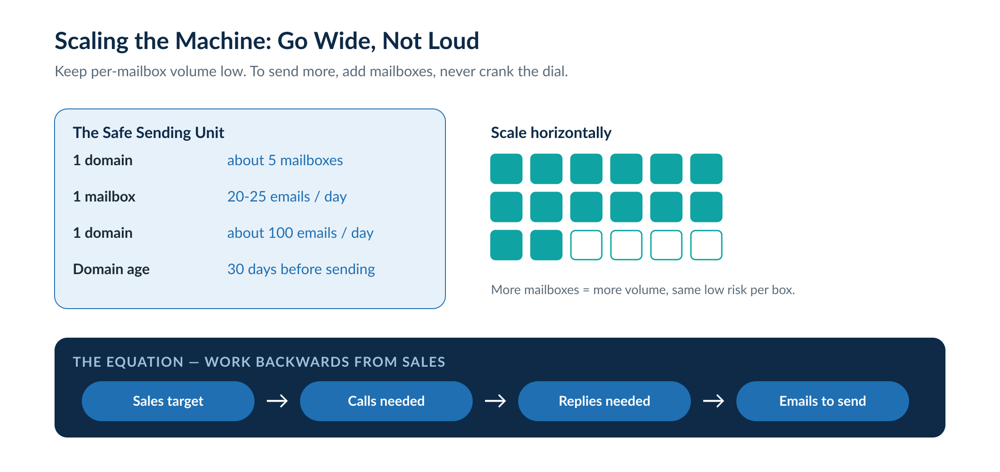 Scaling the Machine: Go Wide, Not Loud
Keep per-mailbox volume low. To send more, add mailboxes, never crank the dial.
The Safe Sending Unit
1 domain about 5 mailboxes
1 mailbox 20-25 emails / day
1 domain about 100 emails / day
Domain age 30 days before sending
Scale horizontally
More mailboxes = more volume, same low risk per box.
THE EQUATION — WORK BACKWARDS FROM SALES
Sales target → Calls needed → Replies needed → Emails to send